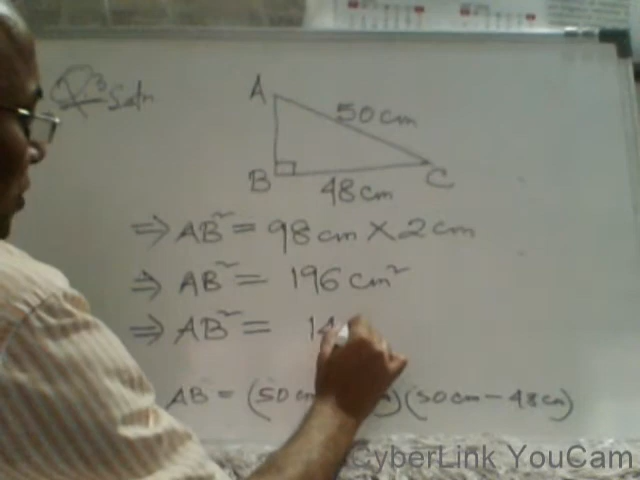 Q3 Soln
A
50 cm
B
48 cm
C
⇒ AB² = 98 cm × 2 cm
⇒ AB² = 196 cm²
⇒ AB² = 14
AB² = (50 cm) (50 cm − 48 cm)
CyberLink YouCam